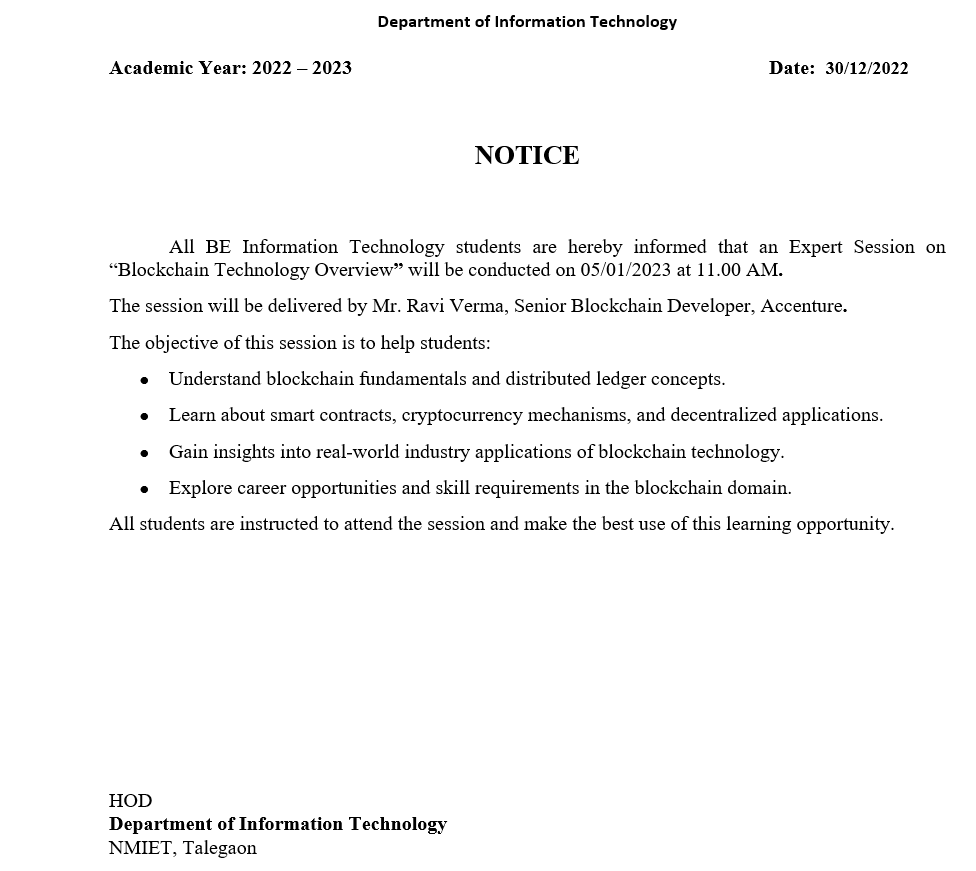 Department of Information Technology
Academic Year: 2022 – 2023 Date: 30/12/2022
NOTICE
All BE Information Technology students are hereby informed that an Expert Session on
“Blockchain Technology Overview” will be conducted on 05/01/2023 at 11.00 AM.
The session will be delivered by Mr. Ravi Verma, Senior Blockchain Developer, Accenture.
The objective of this session is to help students:
● Understand blockchain fundamentals and distributed ledger concepts.
● Learn about smart contracts, cryptocurrency mechanisms, and decentralized applications.
● Gain insights into real-world industry applications of blockchain technology.
● Explore career opportunities and skill requirements in the blockchain domain.
All students are instructed to attend the session and make the best use of this learning opportunity.
HOD
Department of Information Technology
NMIET, Talegaon